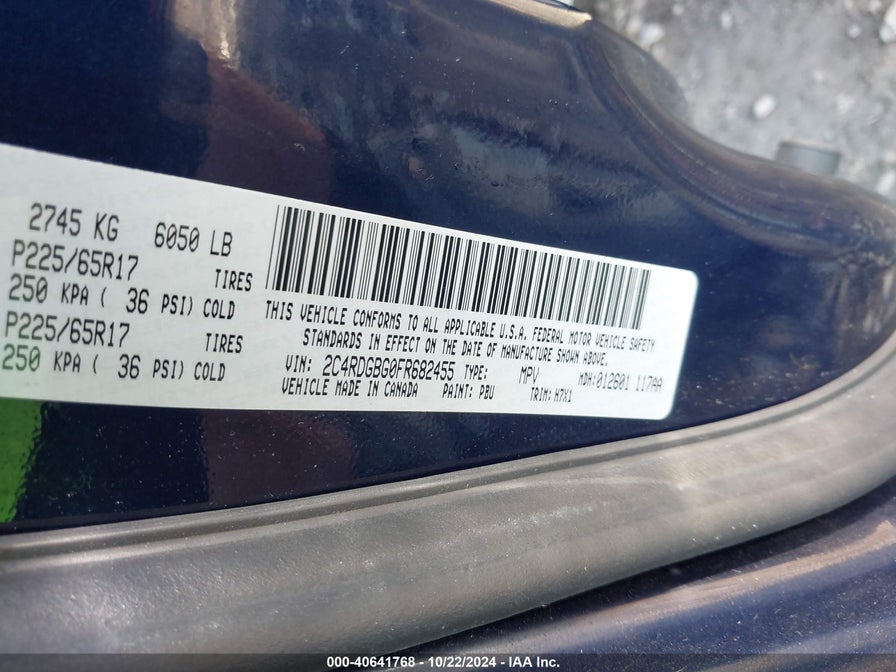 2745 KG 6050 LB
P225/65R17 TIRES
250 KPA ( 36 PSI) COLD
P225/65R17 TIRES
250 KPA ( 36 PSI) COLD
THIS VEHICLE CONFORMS TO ALL APPLICABLE U.S.A. FEDERAL MOTOR VEHICLE SAFETY
STANDARDS IN EFFECT ON THE DATE OF MANUFACTURE SHOWN ABOVE.
VIN: 2C4RDGBG0FR682455 TYPE: MPV MDH:012601 117AA
VEHICLE MADE IN CANADA PAINT: PBU TRIM: H7X1
000-40641768 - 10/22/2024 - IAA Inc.